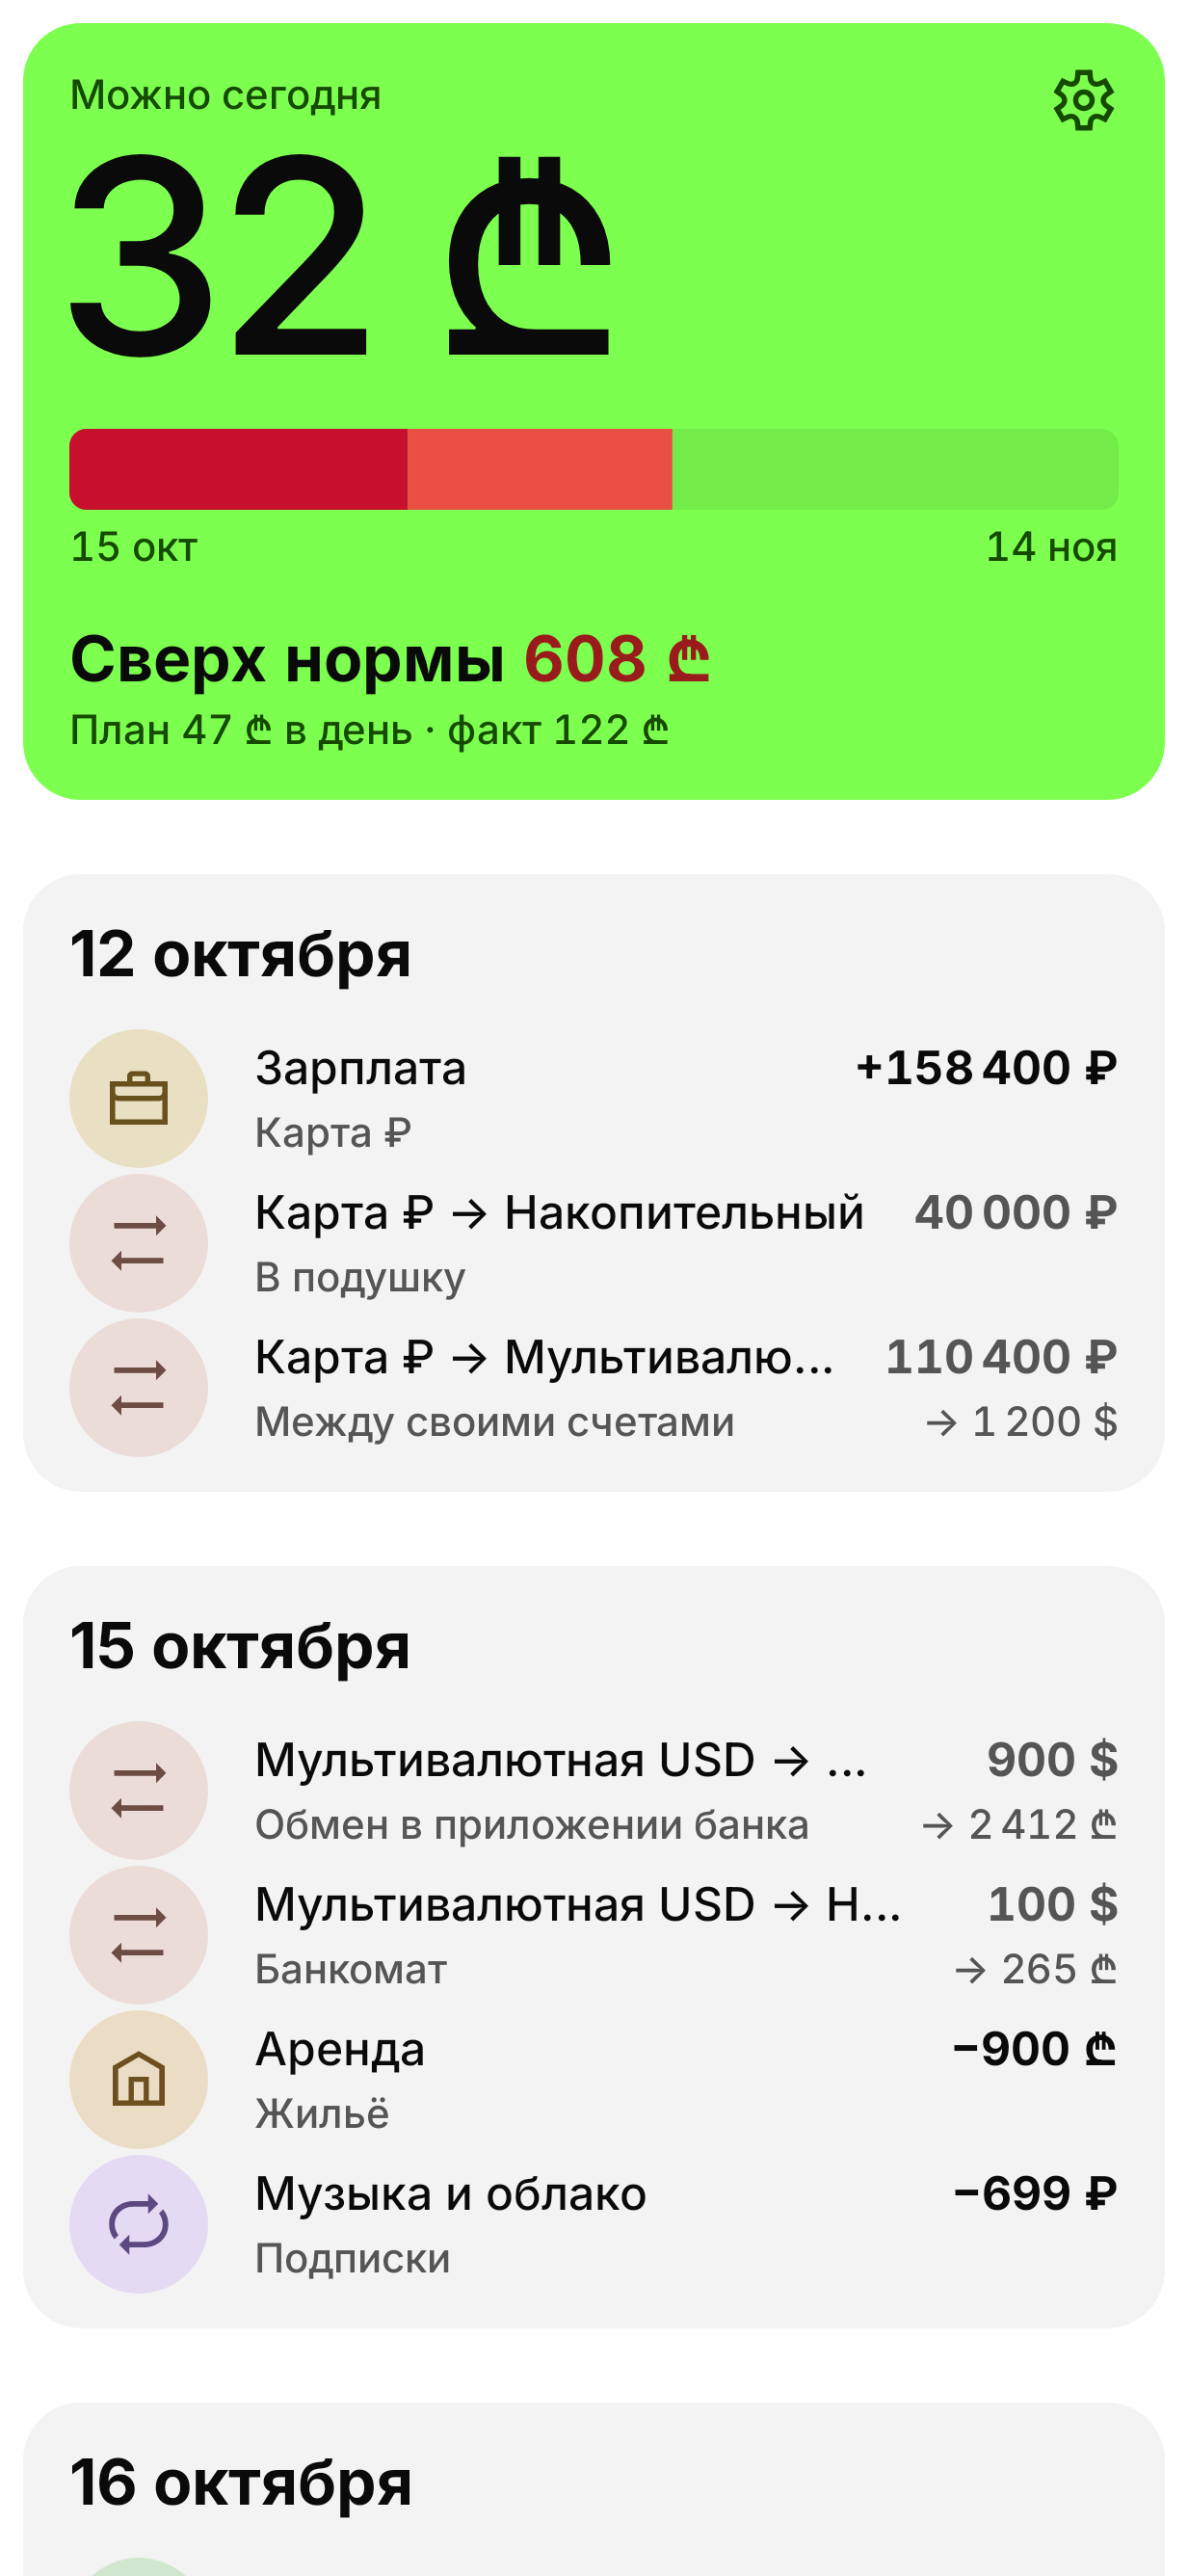 Можно сегодня
32 ₾
15 окт 14 ноя
Сверх нормы 608 ₾
План 47 ₾ в день · факт 122 ₾
12 октября
Зарплата +158 400 ₽
Карта ₽
Карта ₽ → Накопительный 40 000 ₽
В подушку
Карта ₽ → Мультивалю... 110 400 ₽
Между своими счетами → 1 200 $
15 октября
Мультивалютная USD → ... 900 $
Обмен в приложении банка → 2 412 ₾
Мультивалютная USD → Н... 100 $
Банкомат → 265 ₾
Аренда −900 ₾
Жильё
Музыка и облако −699 ₽
Подписки
16 октября